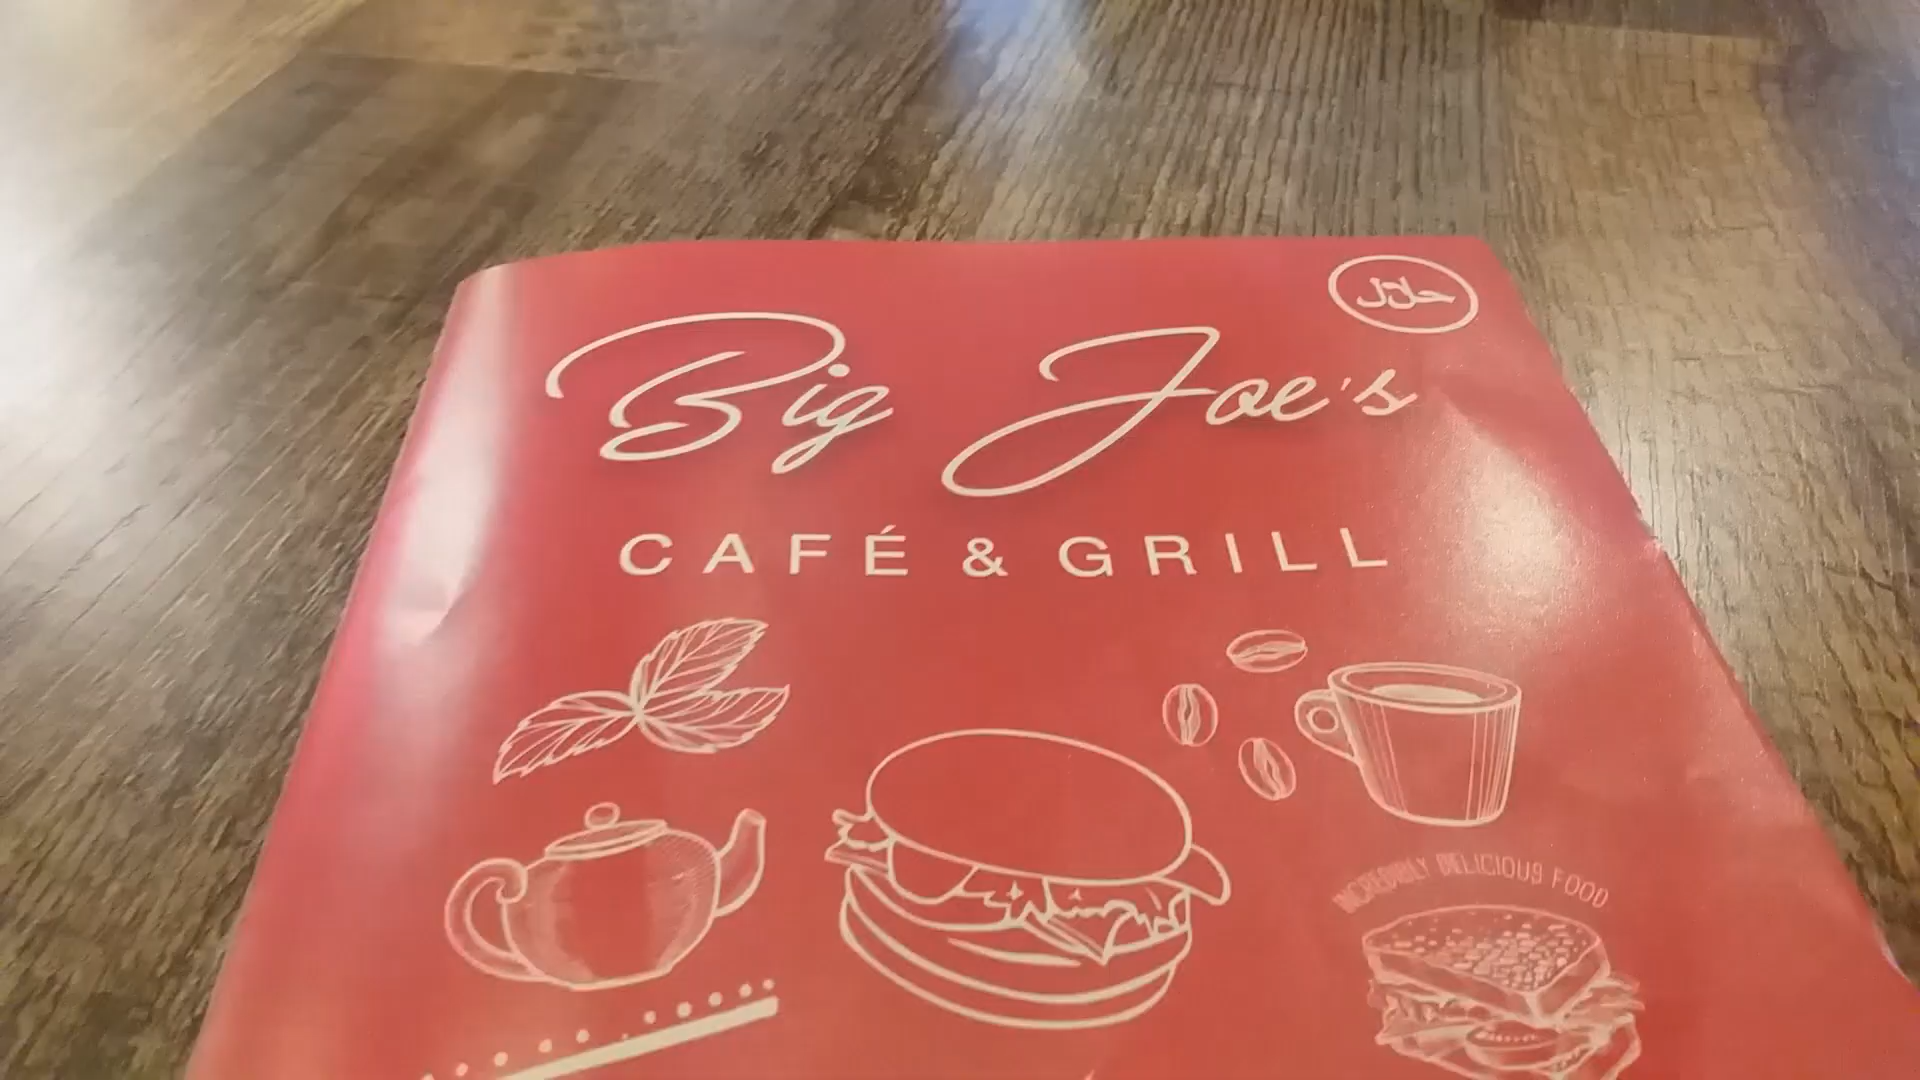 حلال
Big Joe's
CAFÉ & GRILL
INCREDIBLY DELICIOUS FOOD